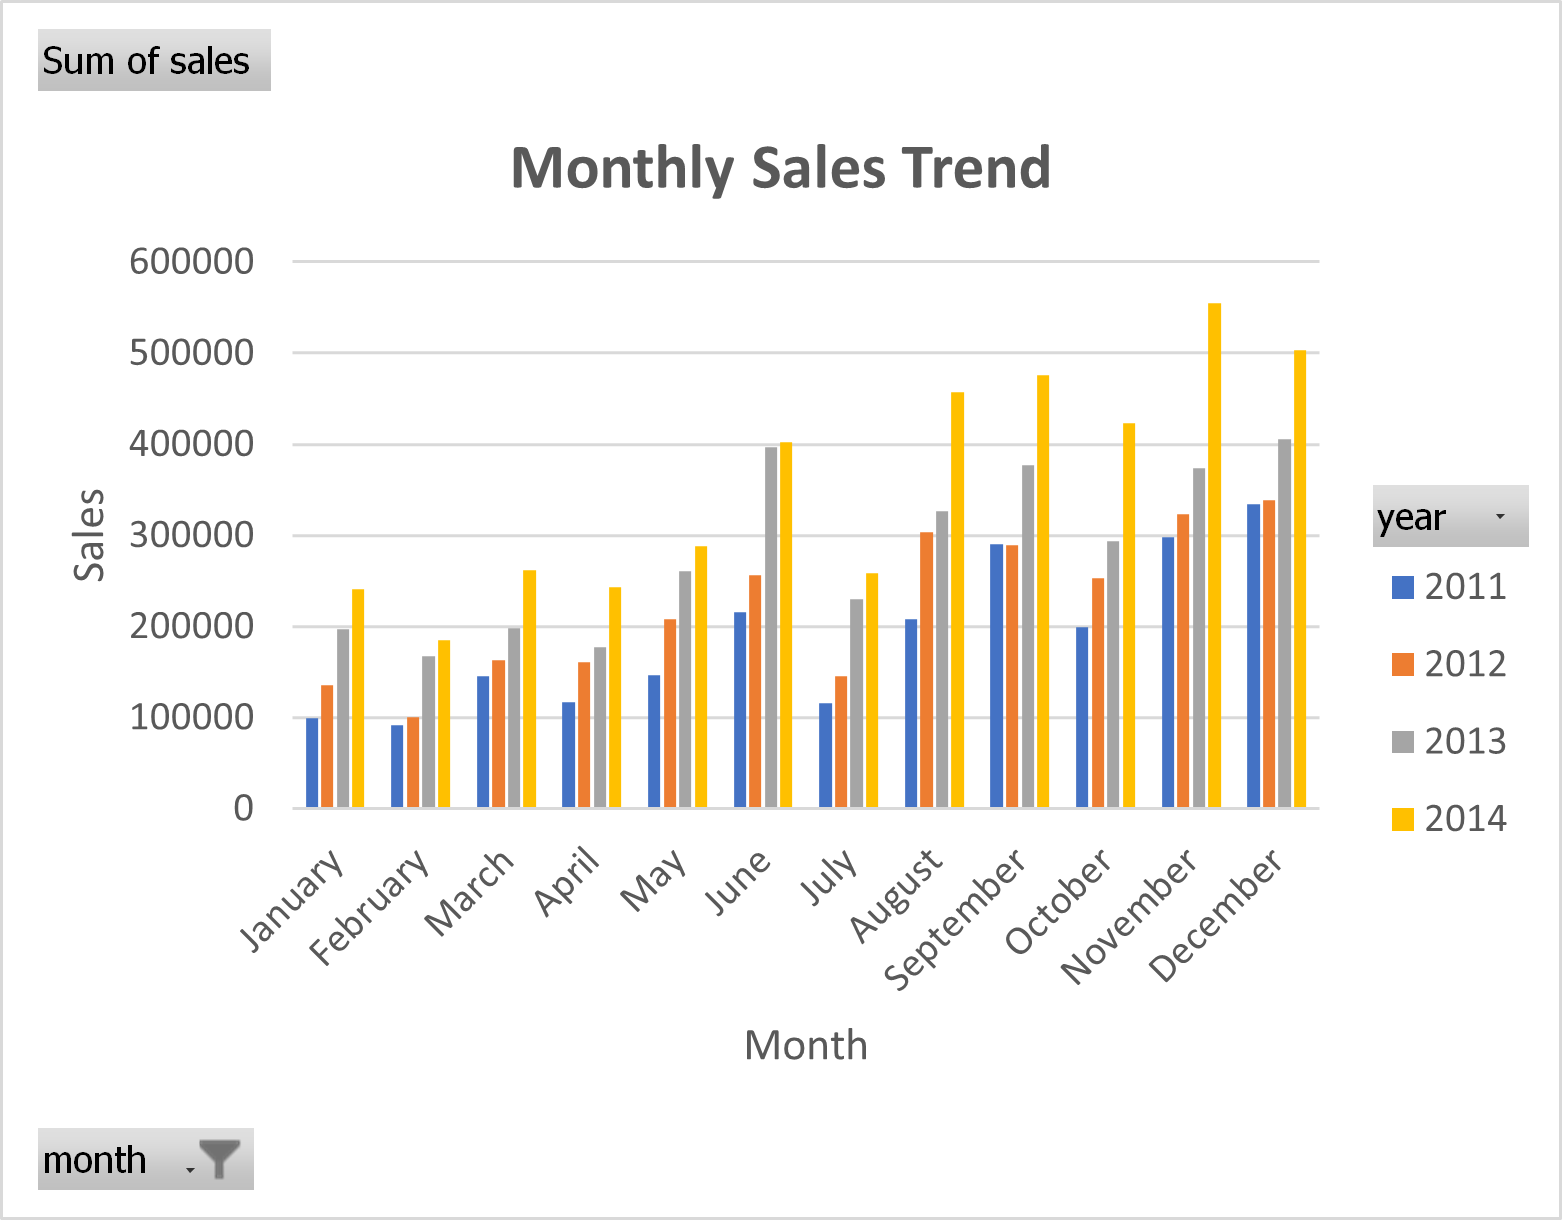 Sum of sales
Monthly Sales Trend
600000
500000
400000
300000
200000
100000
0
Sales
January
February
March
April
May
June
July
August
September
October
November
December
Month
year
2011
2012
2013
2014
month